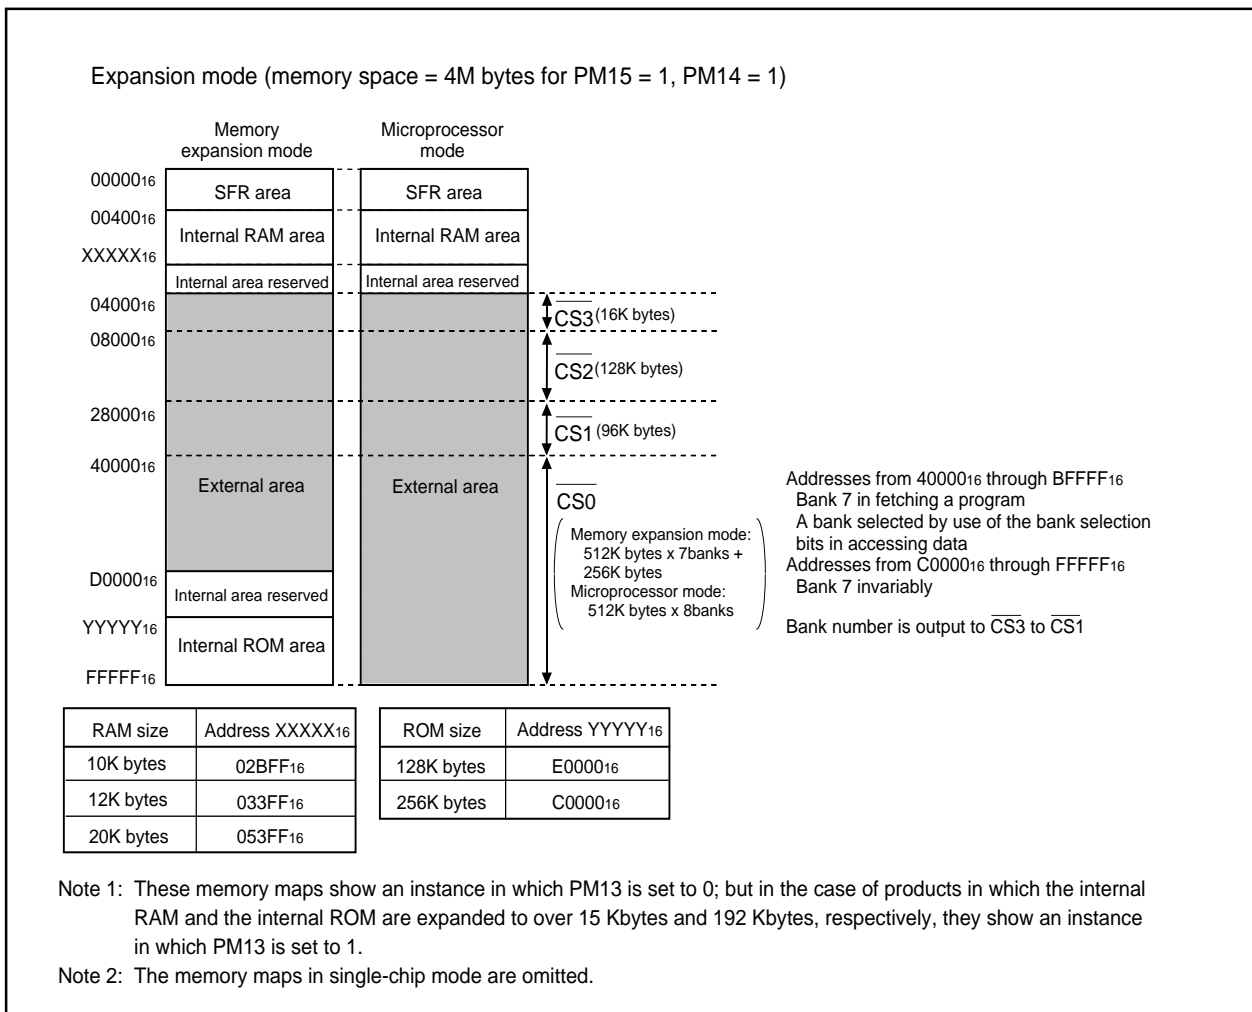 Expansion mode (memory space = 4M bytes for PM15 = 1, PM14 = 1)
Memory
expansion mode
Microprocessor
mode
0000016
SFR area
SFR area
0040016
Internal RAM area
Internal RAM area
XXXXX16
Internal area reserved
Internal area reserved
0400016
CS3 (16K bytes)
0800016
CS2 (128K bytes)
2800016
CS1 (96K bytes)
4000016
External area
External area
CS0
Memory expansion mode:
512K bytes x 7banks +
256K bytes
Microprocessor mode:
512K bytes x 8banks
Addresses from 4000016 through BFFFF16
Bank 7 in fetching a program
A bank selected by use of the bank selection
bits in accessing data
Addresses from C000016 through FFFFF16
Bank 7 invariably
Bank number is output to CS3 to CS1
D000016
Internal area reserved
YYYYY16
Internal ROM area
FFFFF16
RAM size Address XXXXX16
10K bytes 02BFF16
12K bytes 033FF16
20K bytes 053FF16
ROM size Address YYYYY16
128K bytes E000016
256K bytes C000016
Note 1: These memory maps show an instance in which PM13 is set to 0; but in the case of products in which the internal
RAM and the internal ROM are expanded to over 15 Kbytes and 192 Kbytes, respectively, they show an instance
in which PM13 is set to 1.
Note 2: The memory maps in single-chip mode are omitted.